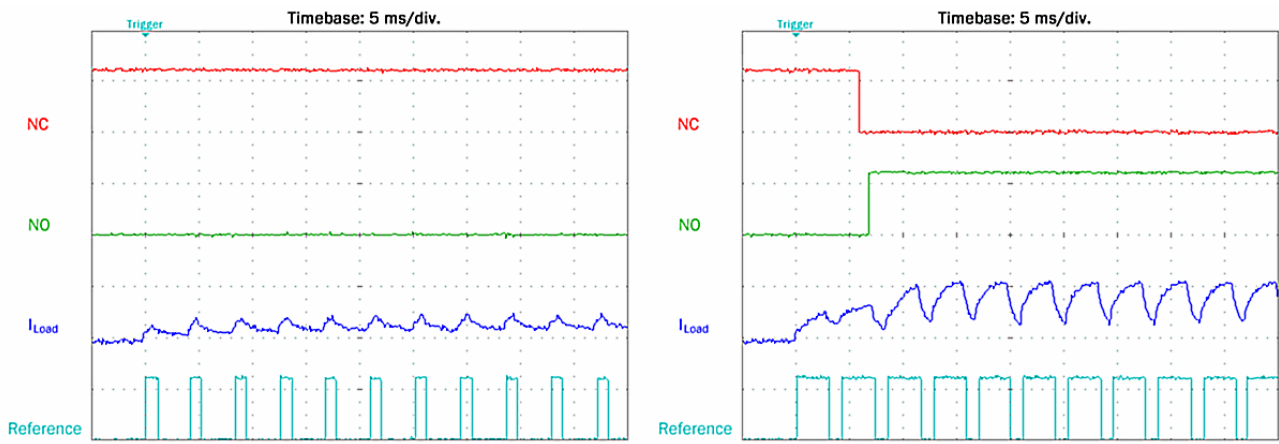 Timebase: 5 ms/div.
Trigger
NC
NO
ILoad
Reference
Timebase: 5 ms/div.
Trigger
NC
NO
ILoad
Reference